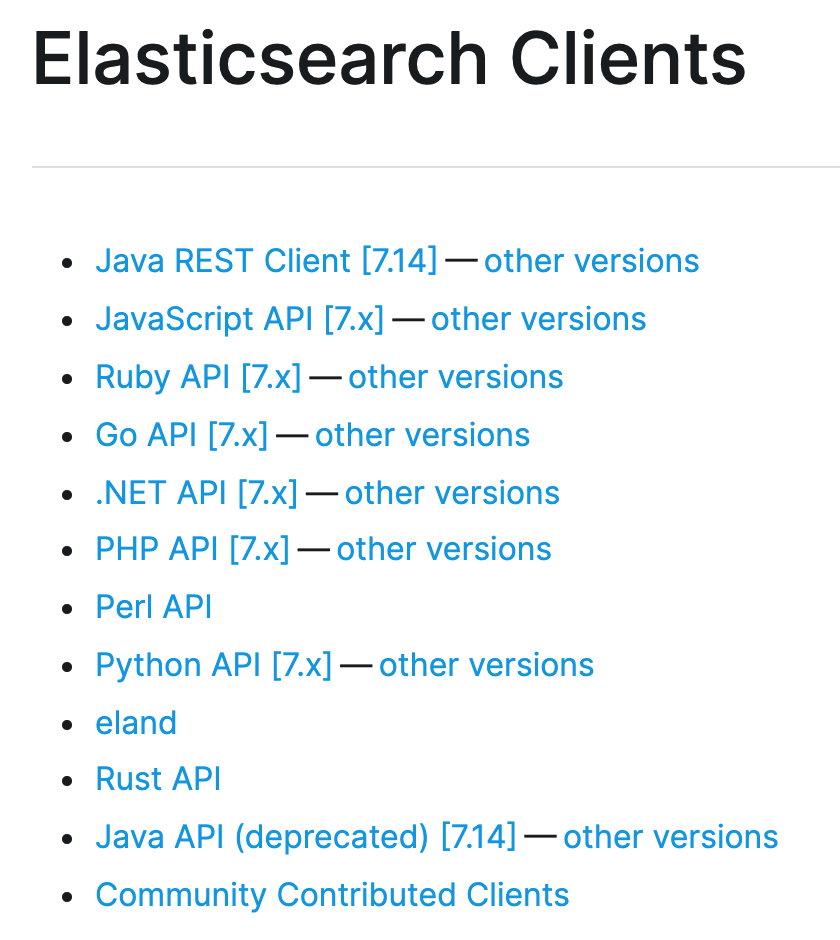 Elasticsearch Clients
• Java REST Client [7.14] — other versions
• JavaScript API [7.x] — other versions
• Ruby API [7.x] — other versions
• Go API [7.x] — other versions
• .NET API [7.x] — other versions
• PHP API [7.x] — other versions
• Perl API
• Python API [7.x] — other versions
• eland
• Rust API
• Java API (deprecated) [7.14] — other versions
• Community Contributed Clients